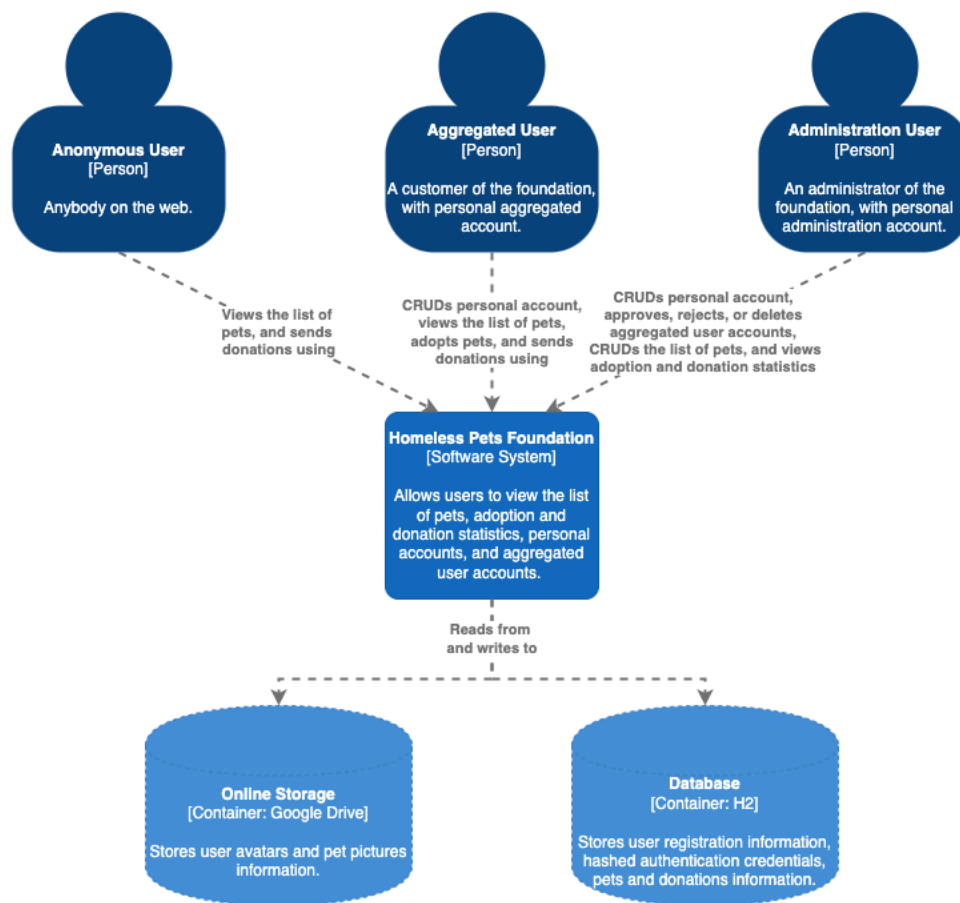 Anonymous User
[Person]
Anybody on the web.
Aggregated User
[Person]
A customer of the foundation,
with personal aggregated
account.
Administration User
[Person]
An administrator of the
foundation, with personal
administration account.
Views the list of
pets, and sends
donations using
CRUDs personal account,
views the list of pets,
adopts pets, and sends
donations using
CRUDs personal account,
approves, rejects, or deletes
aggregated user accounts,
CRUDs the list of pets, and views
adoption and donation statistics
Homeless Pets Foundation
[Software System]
Allows users to view the list
of pets, adoption and
donation statistics, personal
accounts, and aggregated
user accounts.
Reads from
and writes to
Online Storage
[Container: Google Drive]
Stores user avatars and pet pictures
information.
Database
[Container: H2]
Stores user registration information,
hashed authentication credentials,
pets and donations information.